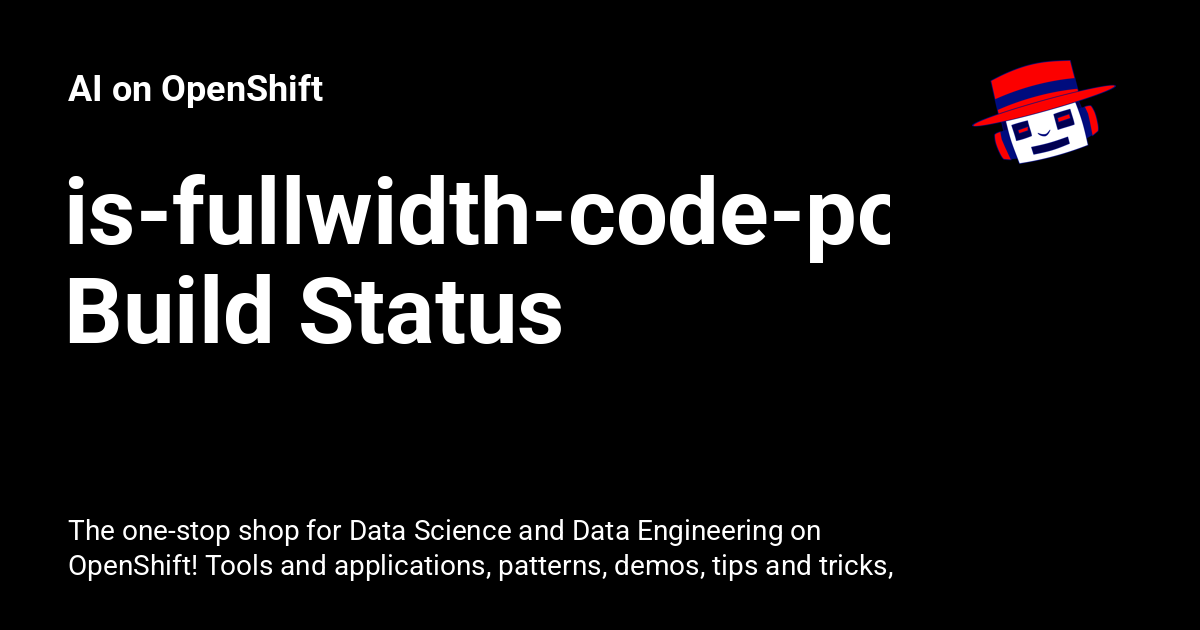 AI on OpenShift
is-fullwidth-code-po
Build Status
The one-stop shop for Data Science and Data Engineering on
OpenShift! Tools and applications, patterns, demos, tips and tricks,